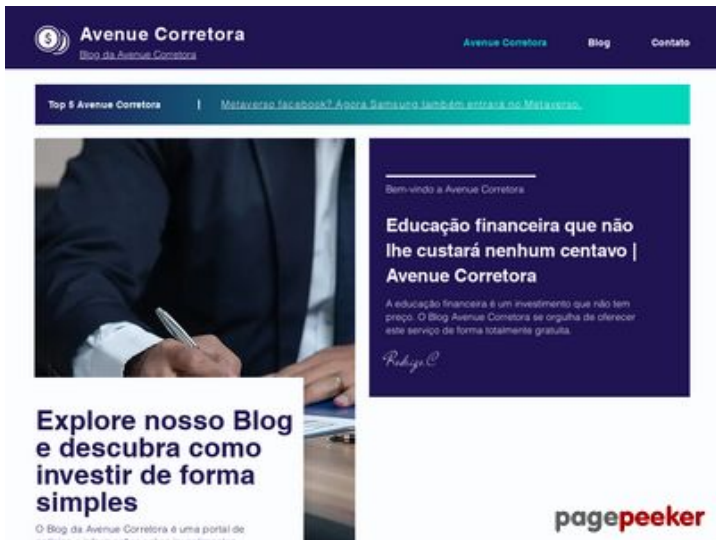 Avenue Corretora
Blog da Avenue Corretora
Avenue Corretora
Blog
Contato
Top 5 Avenue Corretora
|
Metaverso facebook? Agora Samsung também entrará no Metaverso.
Bem-vindo a Avenue Corretora
Educação financeira que não
lhe custará nenhum centavo |
Avenue Corretora
A educação financeira é um investimento que não tem
preço. O Blog Avenue Corretora se orgulha de oferecer
este serviço de forma totalmente gratuita.
Rodrigo.C
Explore nosso Blog
e descubra como
investir de forma
simples
O Blog da Avenue Corretora é uma portal de
pagepeeker